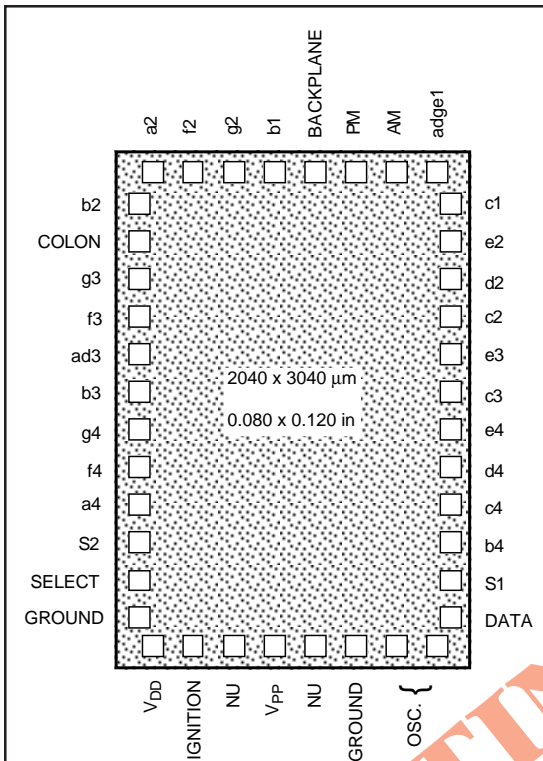 a2
f2
g2
b1
BACKPLANE
PM
AM
adge1
b2
COLON
g3
f3
ad3
b3
g4
f4
a4
S2
SELECT
GROUND
2040 x 3040 µm
0.080 x 0.120 in
c1
e2
d2
c2
e3
c3
e4
d4
c4
b4
S1
DATA
VDD
IGNITION
NU
VPP
NU
GROUND
OSC. {